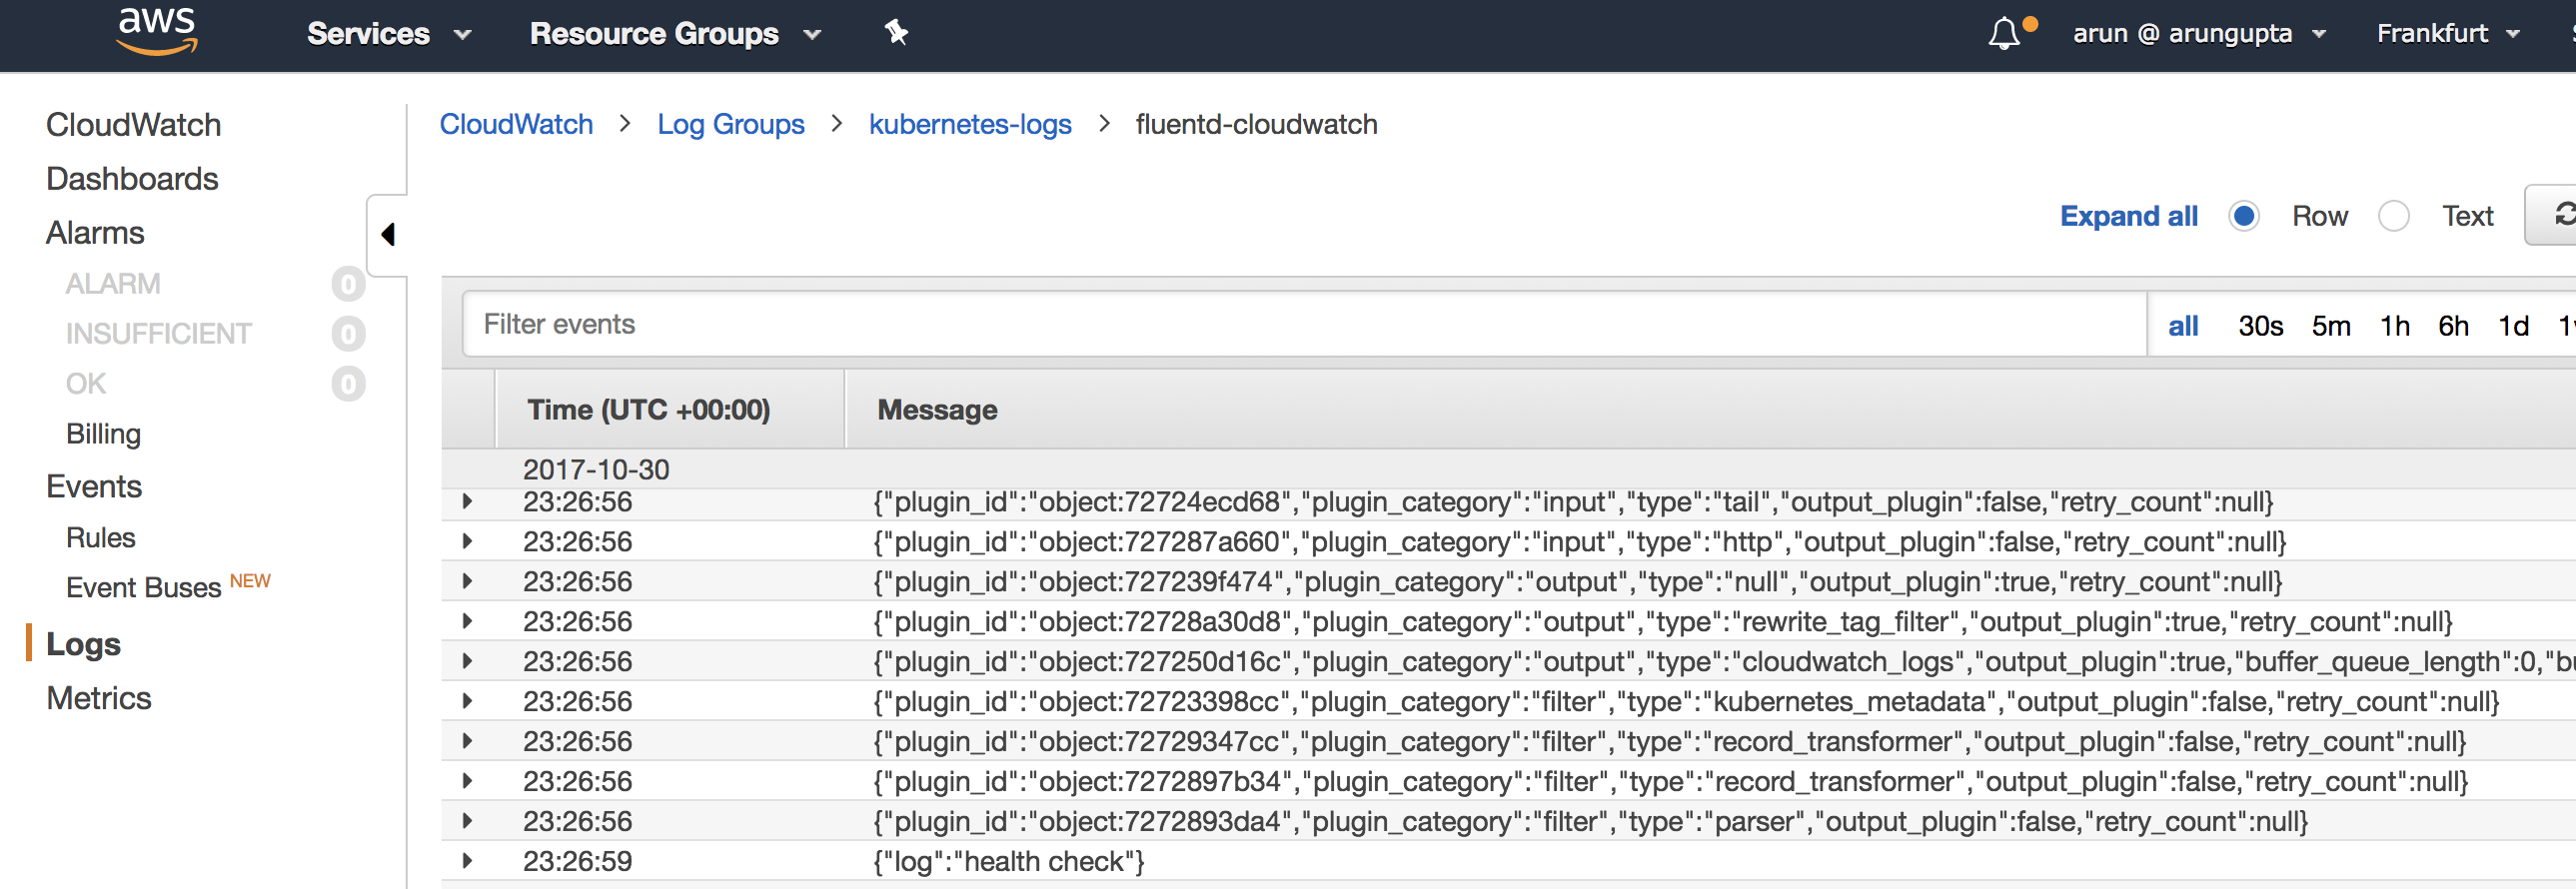 aws Services Resource Groups arun @ arungupta Frankfurt
CloudWatch
Dashboards
Alarms
ALARM 0
INSUFFICIENT 0
OK 0
Billing
Events
Rules
Event Buses NEW
Logs
Metrics
CloudWatch > Log Groups > kubernetes-logs > fluentd-cloudwatch
Expand all Row Text
Filter events all 30s 5m 1h 6h 1d
Time (UTC +00:00) Message
2017-10-30
23:26:56 {"plugin_id":"object:72724ecd68","plugin_category":"input","type":"tail","output_plugin":false,"retry_count":null}
23:26:56 {"plugin_id":"object:727287a660","plugin_category":"input","type":"http","output_plugin":false,"retry_count":null}
23:26:56 {"plugin_id":"object:727239f474","plugin_category":"output","type":"null","output_plugin":true,"retry_count":null}
23:26:56 {"plugin_id":"object:72728a30d8","plugin_category":"output","type":"rewrite_tag_filter","output_plugin":true,"retry_count":null}
23:26:56 {"plugin_id":"object:727250d16c","plugin_category":"output","type":"cloudwatch_logs","output_plugin":true,"buffer_queue_length":0,"
23:26:56 {"plugin_id":"object:72723398cc","plugin_category":"filter","type":"kubernetes_metadata","output_plugin":false,"retry_count":null}
23:26:56 {"plugin_id":"object:72729347cc","plugin_category":"filter","type":"record_transformer","output_plugin":false,"retry_count":null}
23:26:56 {"plugin_id":"object:7272897b34","plugin_category":"filter","type":"record_transformer","output_plugin":false,"retry_count":null}
23:26:56 {"plugin_id":"object:7272893da4","plugin_category":"filter","type":"parser","output_plugin":false,"retry_count":null}
23:26:59 {"log":"health check"}